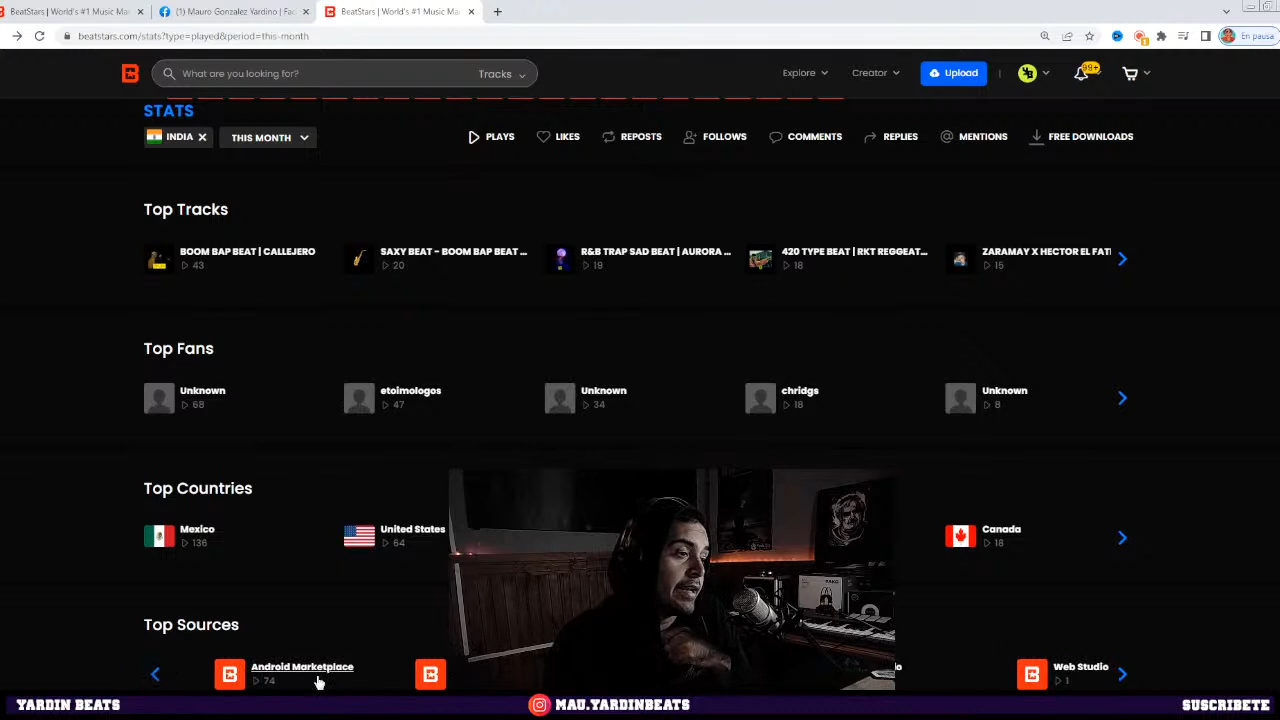 BeatStars | World's #1 Music Mar
(1) Mauro Gonzalez Yardino | Fac
BeatStars | World's #1 Music Mar
beatstars.com/stats?type=played&period=this-month
En pausa
What are you looking for?
Tracks
Explore
Creator
Upload
99+
STATS
INDIA
THIS MONTH
PLAYS
LIKES
REPOSTS
FOLLOWS
COMMENTS
REPLIES
MENTIONS
FREE DOWNLOADS
Top Tracks
BOOM BAP BEAT | CALLEJERO
43
SAXY BEAT - BOOM BAP BEAT ...
20
R&B TRAP SAD BEAT | AURORA ...
19
420 TYPE BEAT | RKT REGGEAT...
18
ZARAMAY X HECTOR EL FATI
15
Top Fans
Unknown
68
etoimologos
47
Unknown
34
chridgs
18
Unknown
8
Top Countries
Mexico
136
United States
64
Canada
18
Top Sources
Android Marketplace
74
Web Studio
1
YARDIN BEATS
MAU.YARDINBEATS
SUSCRIBETE